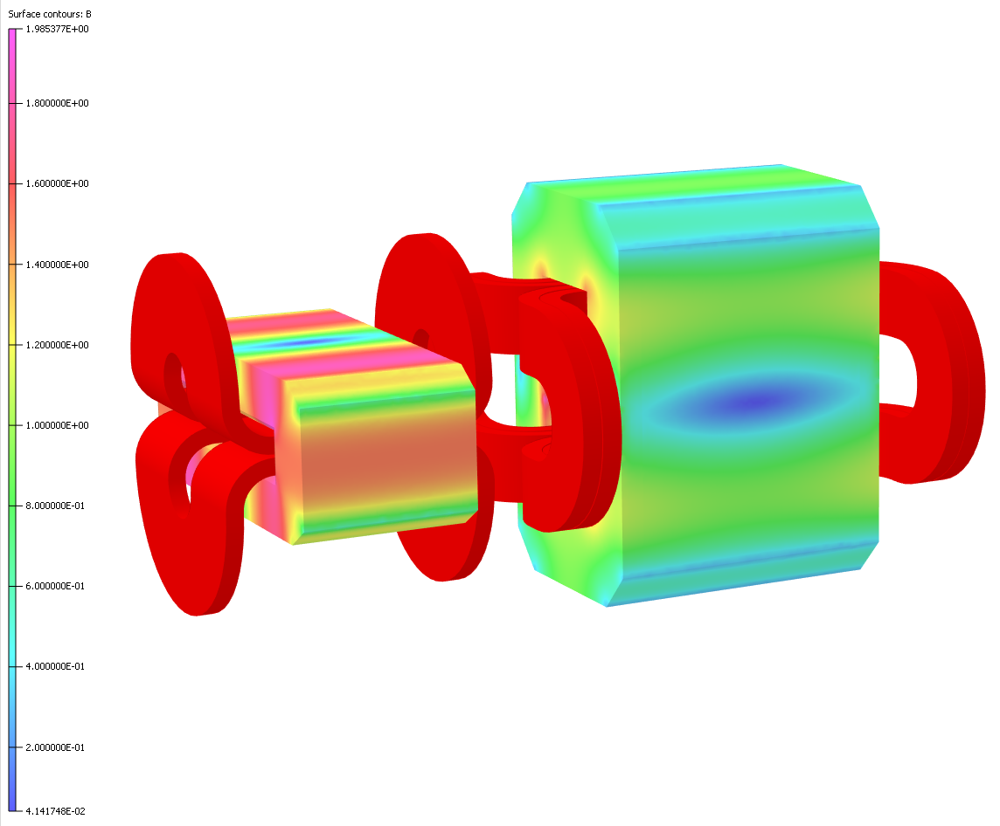 Surface contours: B
1.985377E+00
1.800000E+00
1.600000E+00
1.400000E+00
1.200000E+00
1.000000E+00
8.000000E-01
6.000000E-01
4.000000E-01
2.000000E-01
4.141748E-02